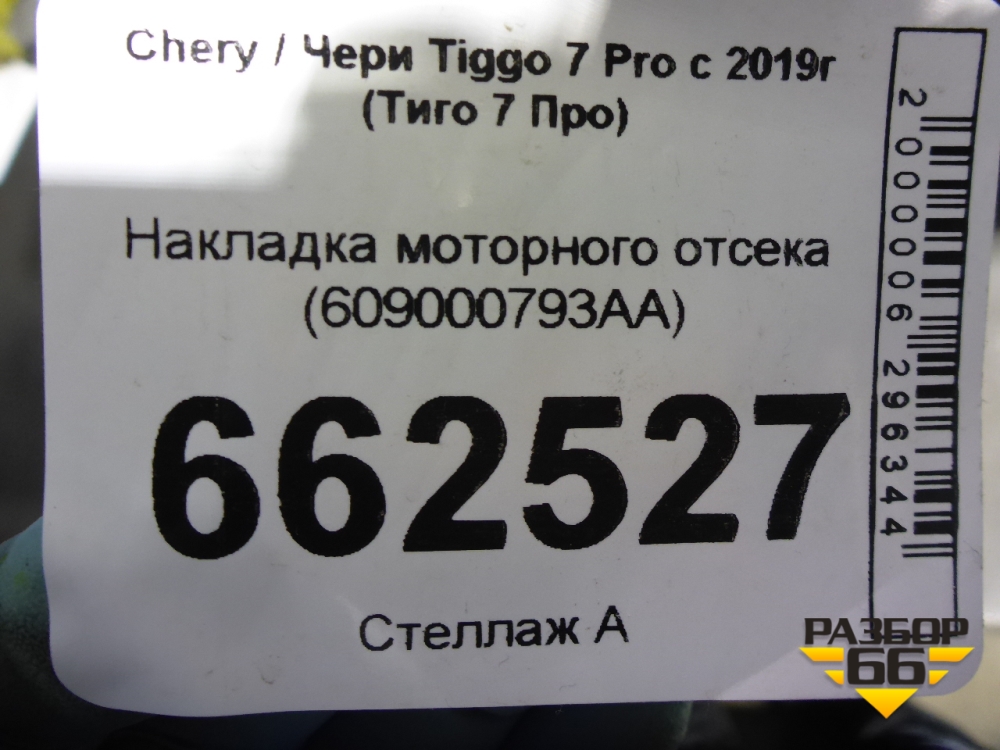 Chery / Чери Tiggo 7 Pro с 2019г
(Тиго 7 Про)
Накладка моторного отсека
(609000793AA)
662527
Стеллаж А
2000006296344
РАЗБОР
66